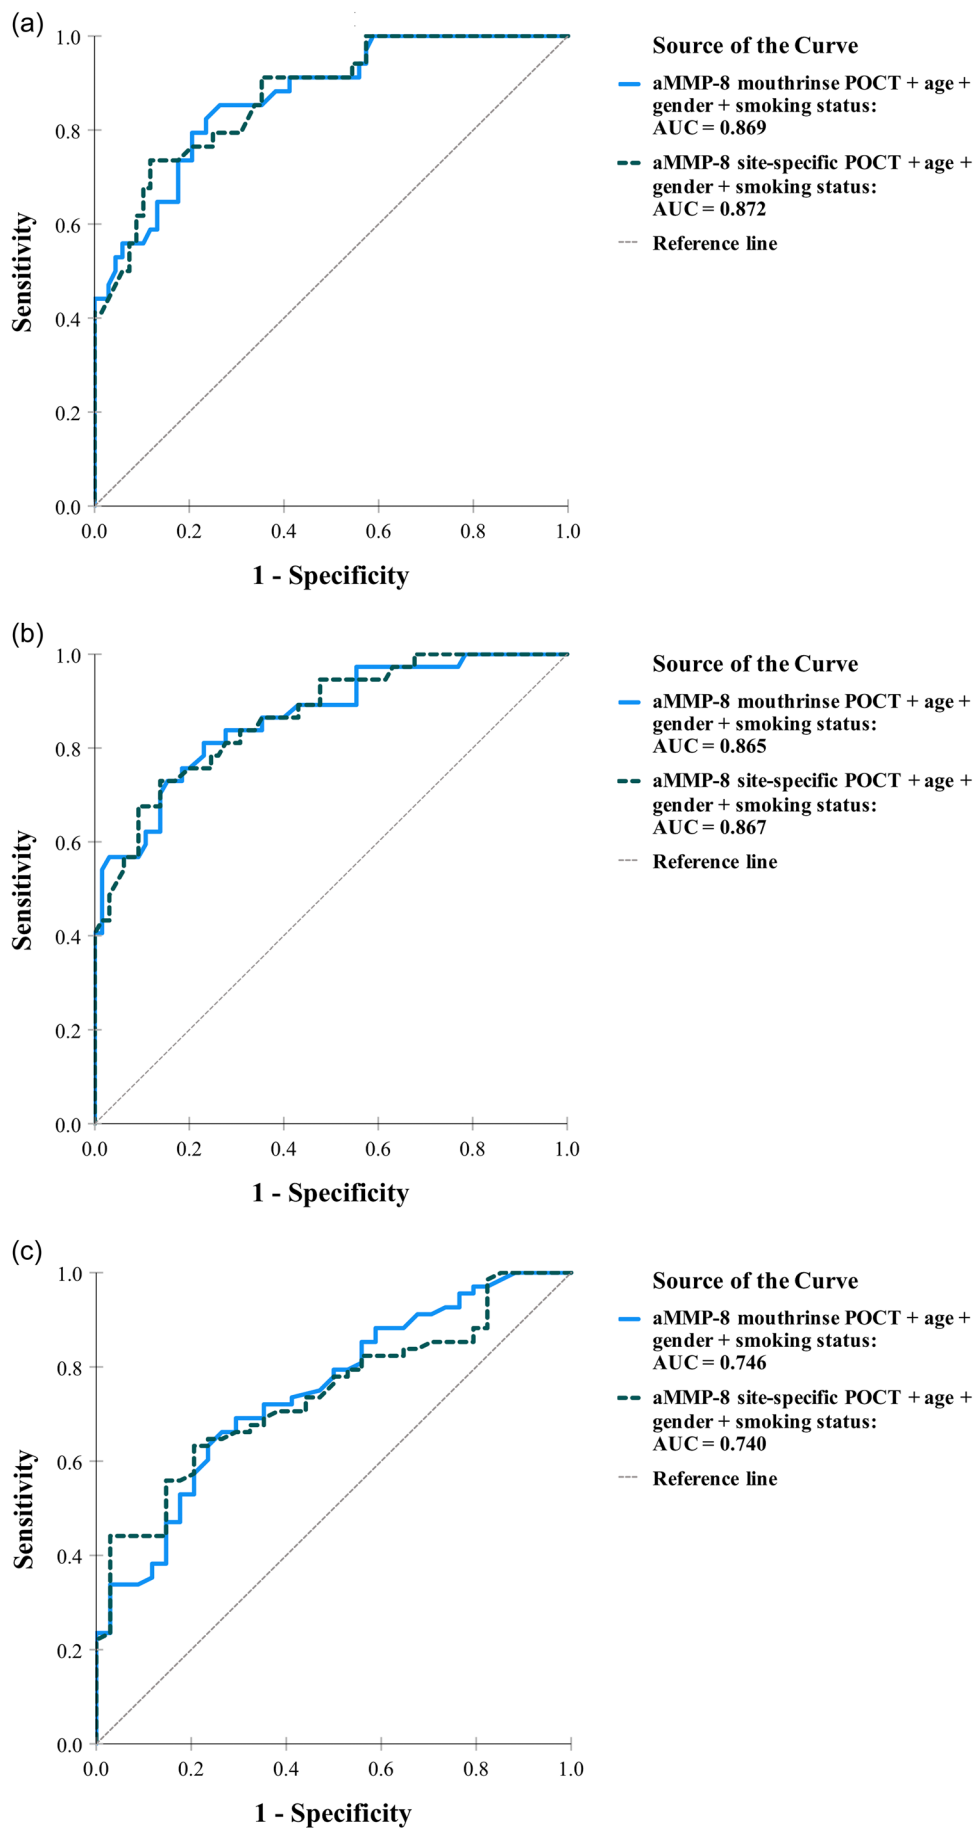 (a)
1.0
0.8
0.6
0.4
0.2
0.0
Sensitivity
0.0 0.2 0.4 0.6 0.8 1.0
1 - Specificity
Source of the Curve
aMMP-8 mouthrinse POCT + age +
gender + smoking status:
AUC = 0.869
aMMP-8 site-specific POCT + age +
gender + smoking status:
AUC = 0.872
Reference line
(b)
1.0
0.8
0.6
0.4
0.2
0.0
Sensitivity
0.0 0.2 0.4 0.6 0.8 1.0
1 - Specificity
Source of the Curve
aMMP-8 mouthrinse POCT + age +
gender + smoking status:
AUC = 0.865
aMMP-8 site-specific POCT + age +
gender + smoking status:
AUC = 0.867
Reference line
(c)
1.0
0.8
0.6
0.4
0.2
0.0
Sensitivity
0.0 0.2 0.4 0.6 0.8 1.0
1 - Specificity
Source of the Curve
aMMP-8 mouthrinse POCT + age +
gender + smoking status:
AUC = 0.746
aMMP-8 site-specific POCT + age +
gender + smoking status:
AUC = 0.740
Reference line